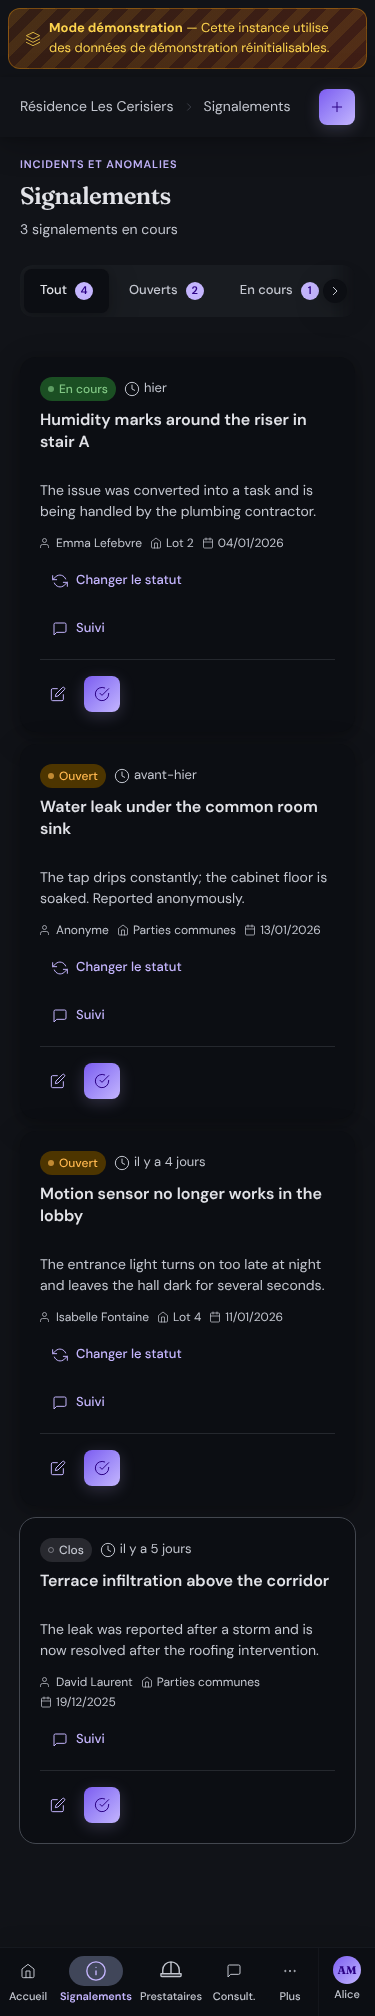 Mode démonstration — Cette instance utilise
des données de démonstration réinitialisables.
Résidence Les Cerisiers > Signalements
INCIDENTS ET ANOMALIES
Signalements
3 signalements en cours
Tout 4 Ouverts 2 En cours 1
En cours hier
Humidity marks around the riser in
stair A
The issue was converted into a task and is
being handled by the plumbing contractor.
Emma Lefebvre Lot 2 04/01/2026
Changer le statut
Suivi
Ouvert avant-hier
Water leak under the common room
sink
The tap drips constantly; the cabinet floor is
soaked. Reported anonymously.
Anonyme Parties communes 13/01/2026
Changer le statut
Suivi
Ouvert il y a 4 jours
Motion sensor no longer works in the
lobby
The entrance light turns on too late at night
and leaves the hall dark for several seconds.
Isabelle Fontaine Lot 4 11/01/2026
Changer le statut
Suivi
Clos il y a 5 jours
Terrace infiltration above the corridor
The leak was reported after a storm and is
now resolved after the roofing intervention.
David Laurent Parties communes
19/12/2025
Suivi
AM
Accueil Signalements Prestataires Consult. Plus Alice